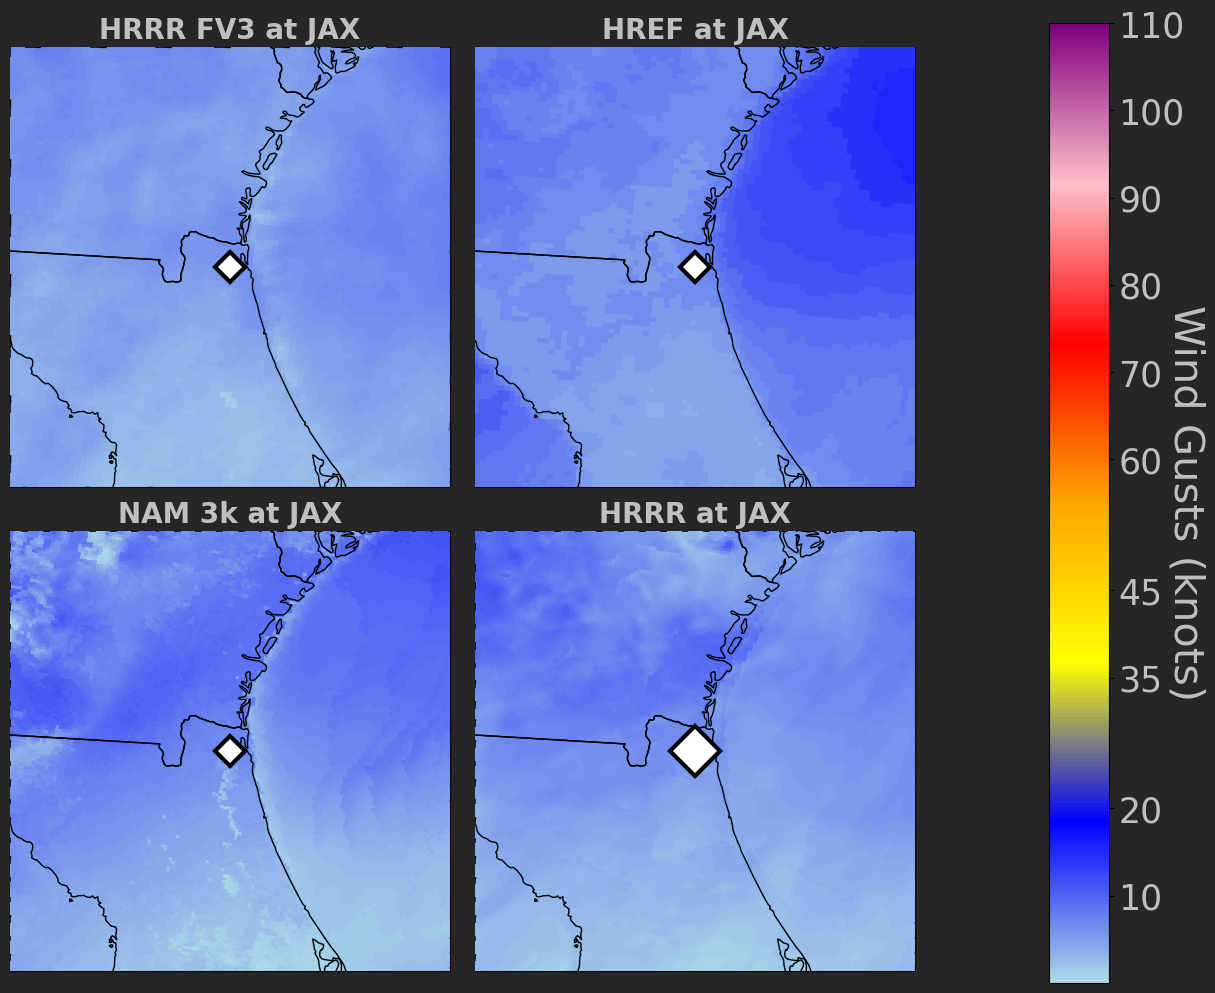 HRRR FV3 at JAX
HREF at JAX
NAM 3k at JAX
HRRR at JAX
110
100
90
80
70
60
45
35
20
10
Wind Gusts (knots)